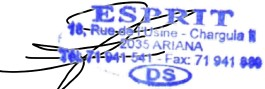 ESPRIT
18, Rue de l'Usine - Charguia II
2035 ARIANA
Tél: 71 941 541 - Fax: 71 941 889
DS